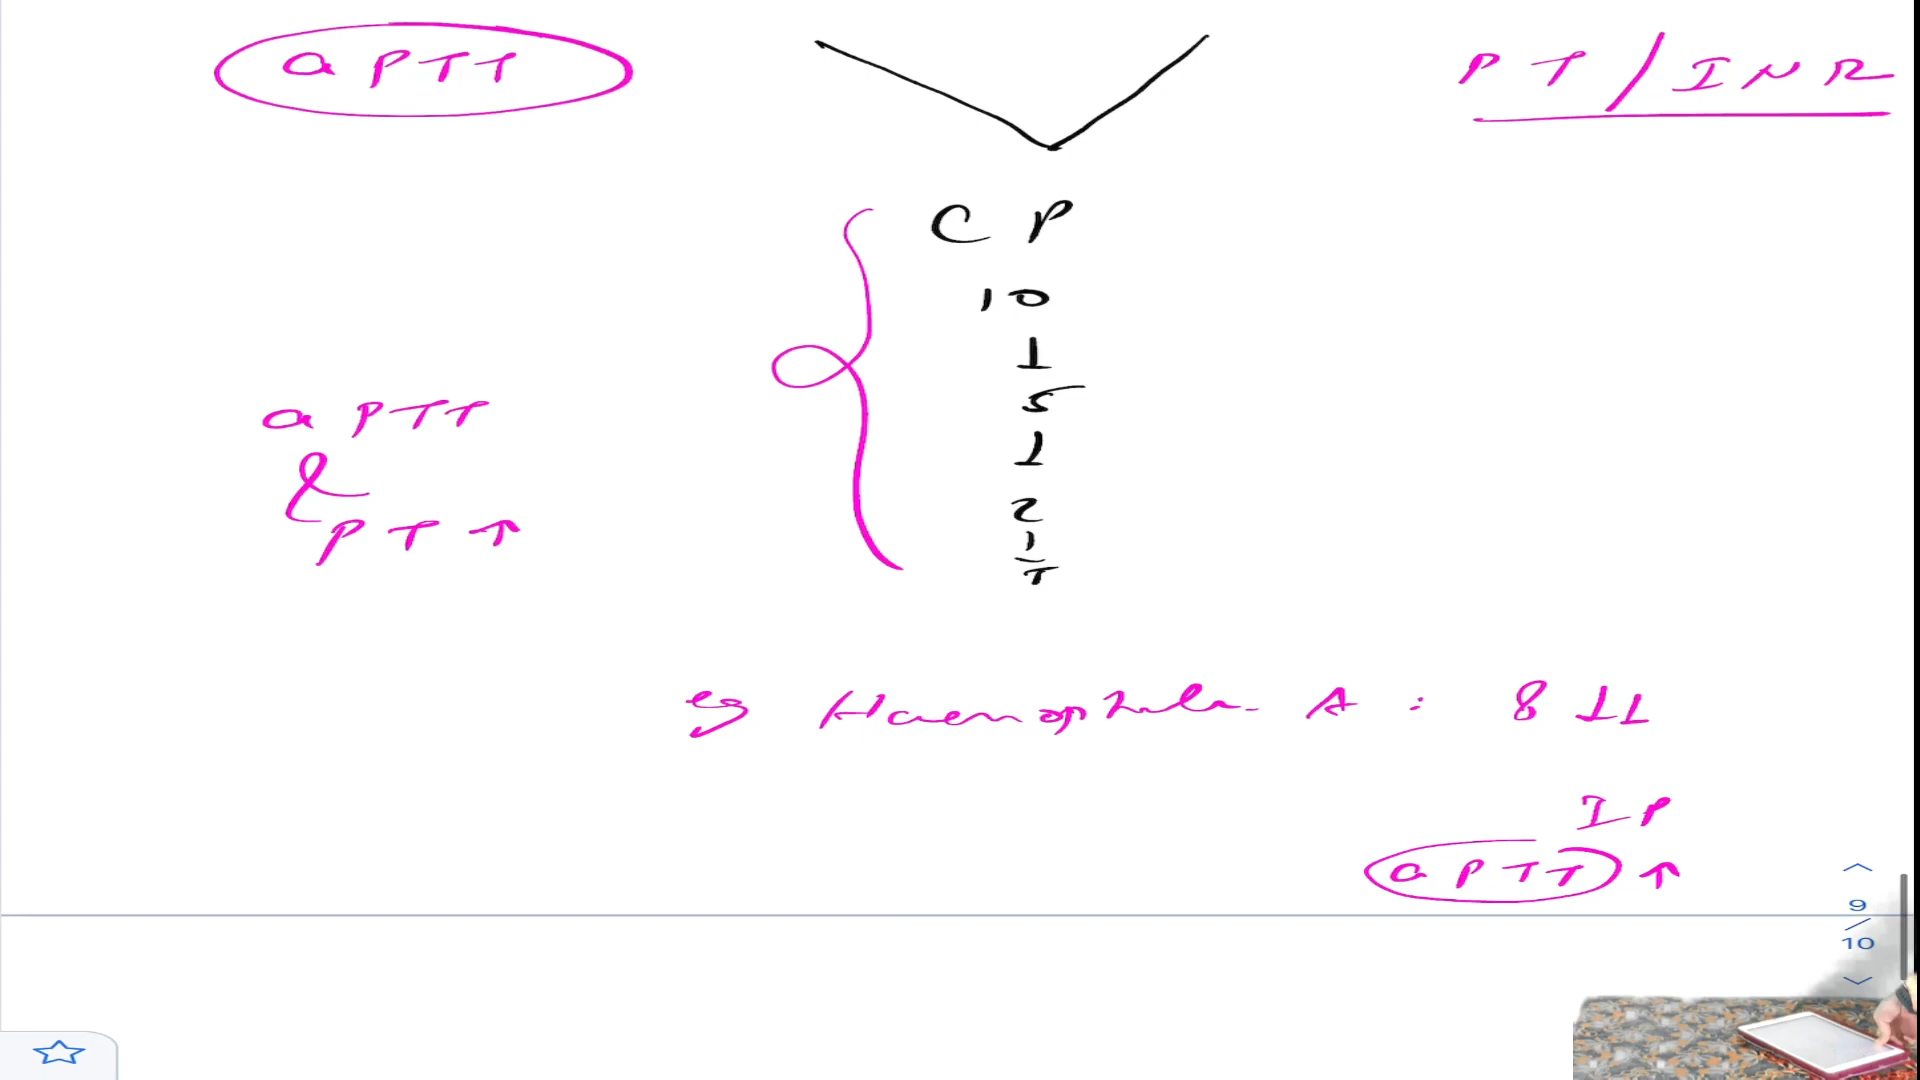 aPTT
PT/INR
CP
10
5
2
aPTT
&
PT ↑
eg Haemophilia A : 8 ↓↓
IP
aPTT ↑
9
/
10